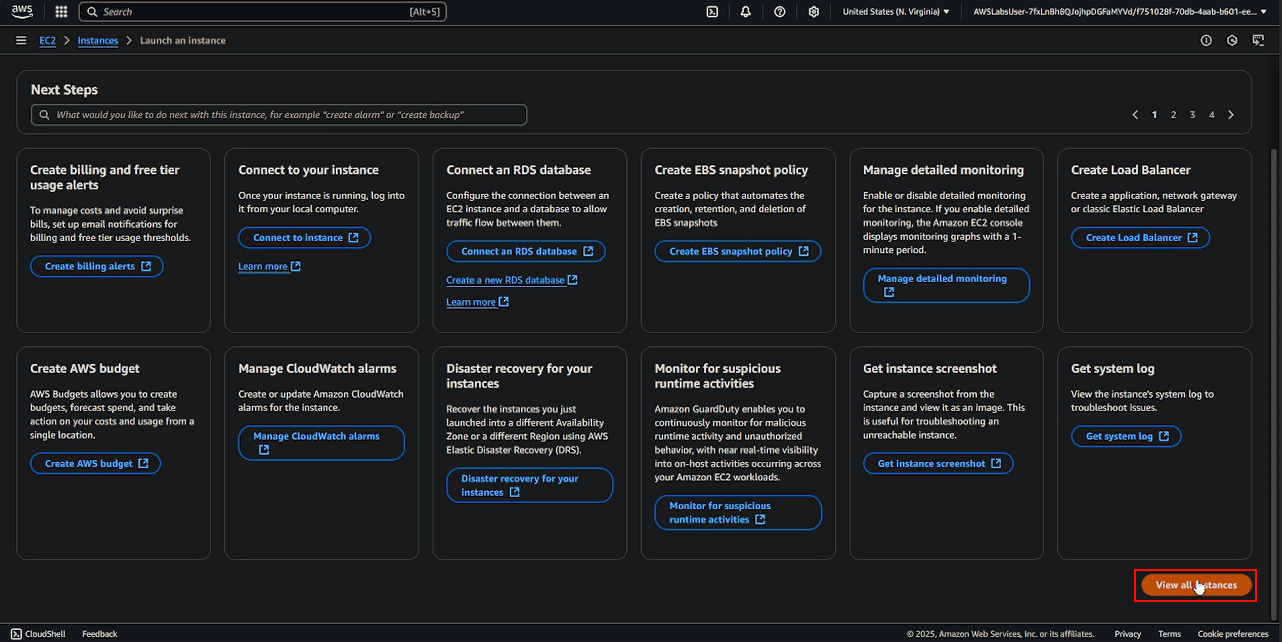 aws
Search
[Alt+S]
United States (N. Virginia)
AWSLabsUser-7fxLnBh8QJojhpDGFaMYVd/f751028f-70db-4aab-b601-ee...
EC2
Instances
Launch an instance
Next Steps
What would you like to do next with this instance, for example "create alarm" or "create backup"
1 2 3 4
Create billing and free tier
usage alerts
To manage costs and avoid surprise
bills, set up email notifications for
billing and free tier usage thresholds.
Create billing alerts
Connect to your instance
Once your instance is running, log into
it from your local computer.
Connect to instance
Learn more
Connect an RDS database
Configure the connection between an
EC2 instance and a database to allow
traffic flow between them.
Connect an RDS database
Create a new RDS database
Learn more
Create EBS snapshot policy
Create a policy that automates the
creation, retention, and deletion of
EBS snapshots
Create EBS snapshot policy
Manage detailed monitoring
Enable or disable detailed monitoring
for the instance. If you enable detailed
monitoring, the Amazon EC2 console
displays monitoring graphs with a 1-
minute period.
Manage detailed monitoring
Create Load Balancer
Create a application, network gateway
or classic Elastic Load Balancer
Create Load Balancer
Create AWS budget
AWS Budgets allows you to create
budgets, forecast spend, and take
action on your costs and usage from a
single location.
Create AWS budget
Manage CloudWatch alarms
Create or update Amazon CloudWatch
alarms for the instance.
Manage CloudWatch alarms
Disaster recovery for your
instances
Recover the instances you just
launched into a different Availability
Zone or a different Region using AWS
Elastic Disaster Recovery (DRS).
Disaster recovery for your
instances
Monitor for suspicious
runtime activities
Amazon GuardDuty enables you to
continuously monitor for malicious
runtime activity and unauthorized
behavior, with near real-time visibility
into on-host activities occurring across
your Amazon EC2 workloads.
Monitor for suspicious
runtime activities
Get instance screenshot
Capture a screenshot from the
instance and view it as an image. This
is useful for troubleshooting an
unreachable instance.
Get instance screenshot
Get system log
View the instance's system log to
troubleshoot issues.
Get system log
View all instances
CloudShell
Feedback
© 2025, Amazon Web Services, Inc. or its affiliates.
Privacy
Terms
Cookie preferences